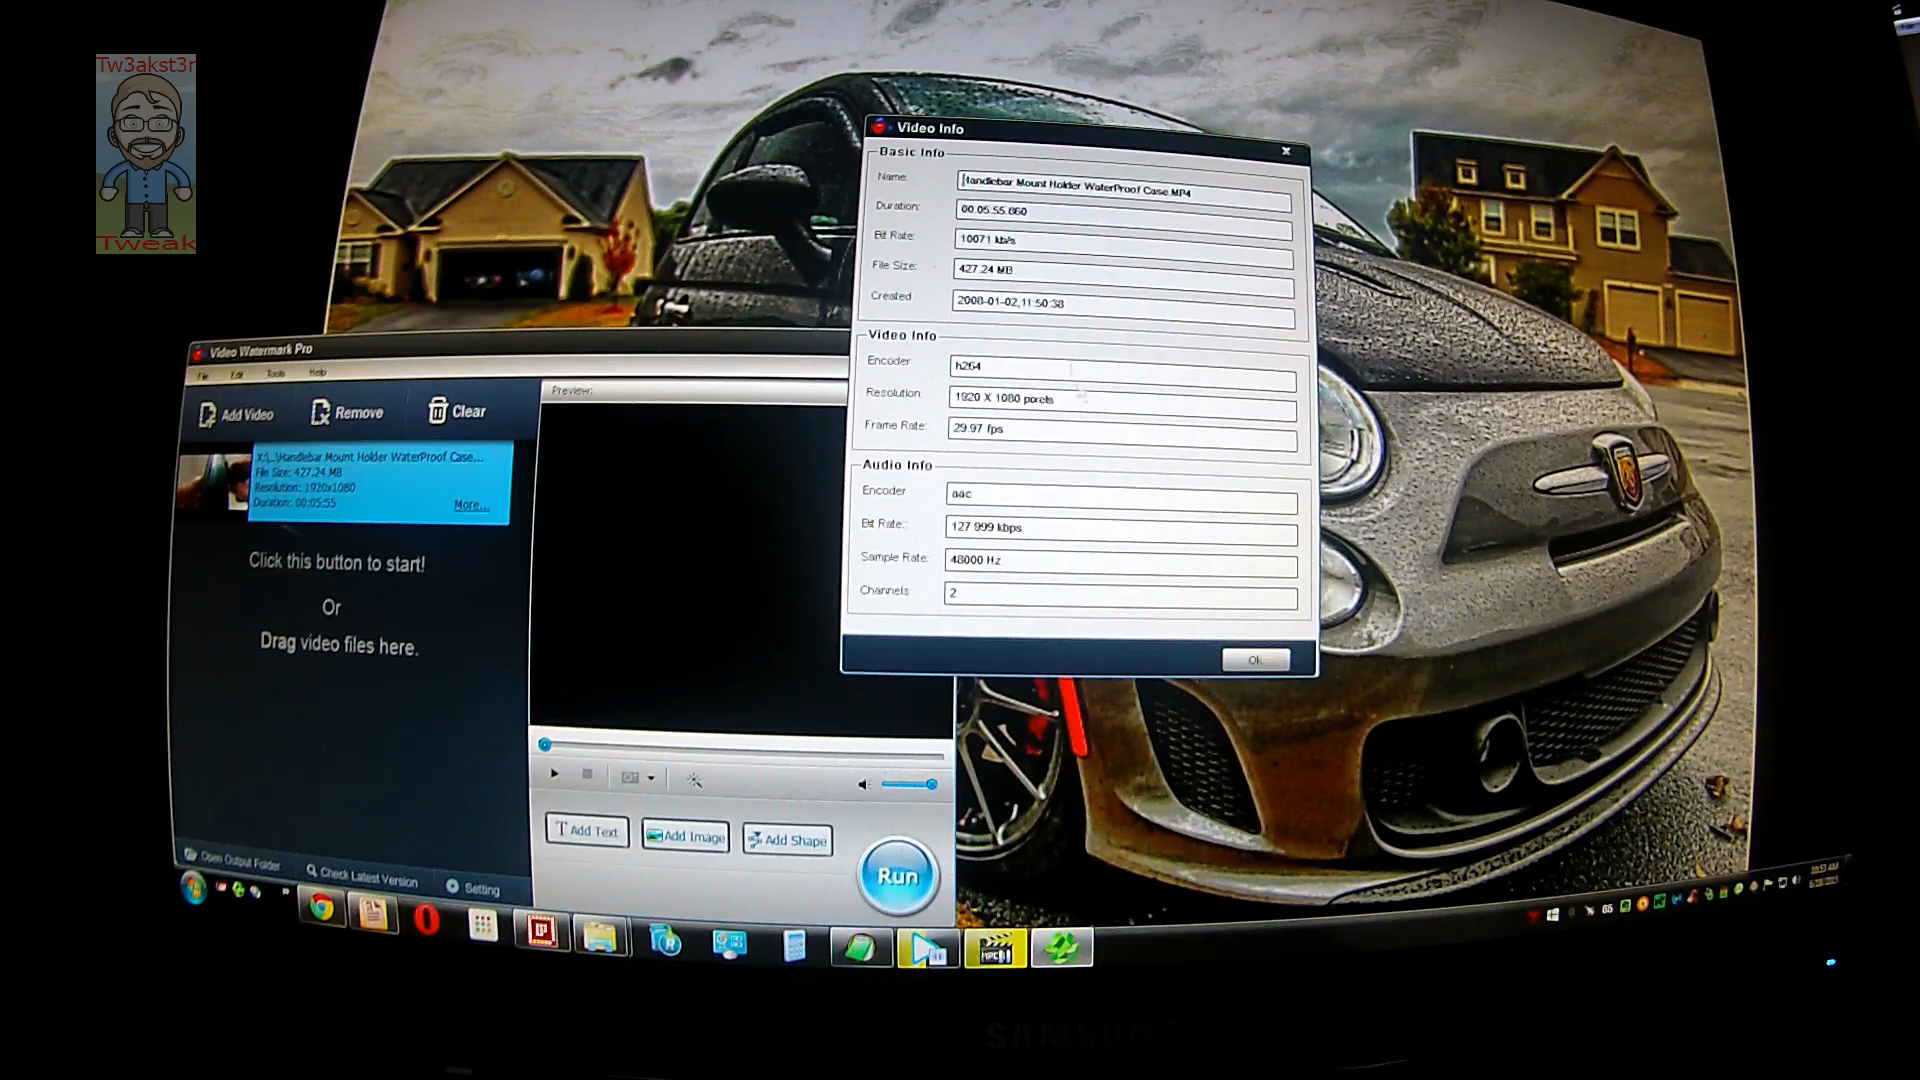 Tw3akst3r
Tweak
Video Info
Basic Info
Name:
Handlebar Mount Holder WaterProof Case.MP4
Duration:
00:05:55.860
Bit Rate:
10071 kb/s
File Size:
427.24 MB
Created
2008-01-02,11:50:38
Video Info
Encoder
h264
Resolution:
1920 X 1080 pixels
Frame Rate:
29.97 fps
Audio Info
Encoder
aac
Bit Rate:
127.999 kbps
Sample Rate:
48000 Hz
Channels
2
Ok
Video Watermark Pro
File Edit Tools Help
Add Video Remove Clear
Preview:
X:\...\Handlebar Mount Holder WaterProof Case...
File Size: 427.24 MB
Resolution: 1920x1080
Duration: 00:05:55
More...
Click this button to start!
Or
Drag video files here.
Add Text Add Image Add Shape
Run
Open Output Folder Check Latest Version Setting
SAMSUNG